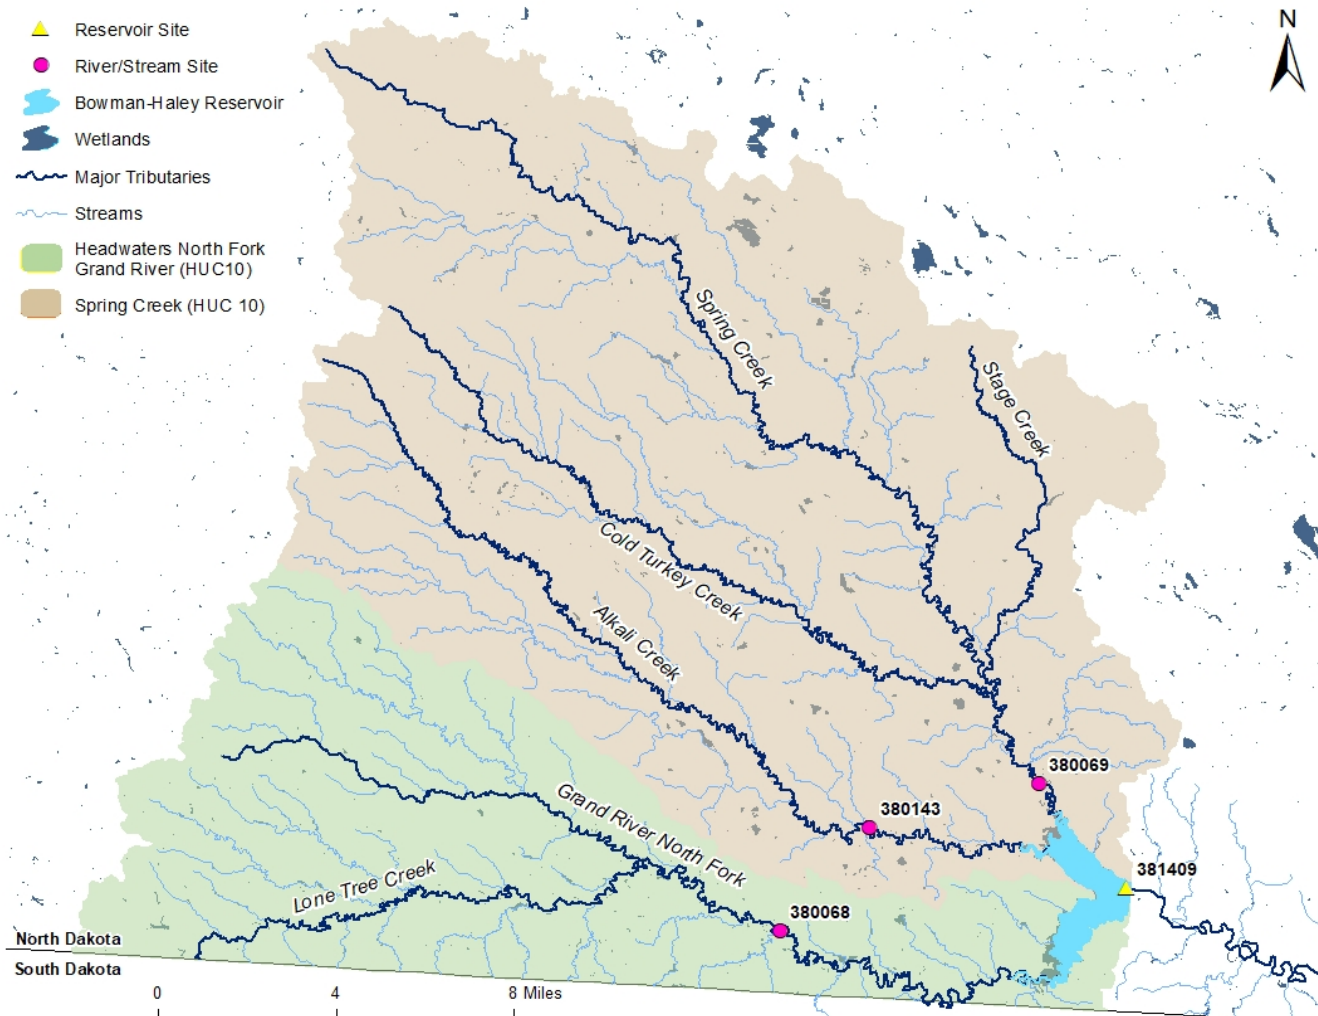 Reservoir Site
River/Stream Site
Bowman-Haley Reservoir
Wetlands
Major Tributaries
Streams
Headwaters North Fork
Grand River (HUC10)
Spring Creek (HUC 10)
N
Spring Creek
Stage Creek
Cold Turkey Creek
Alkali Creek
380069
380143
Grand River North Fork
381409
Lone Tree Creek
380068
North Dakota
South Dakota
0 4 8 Miles